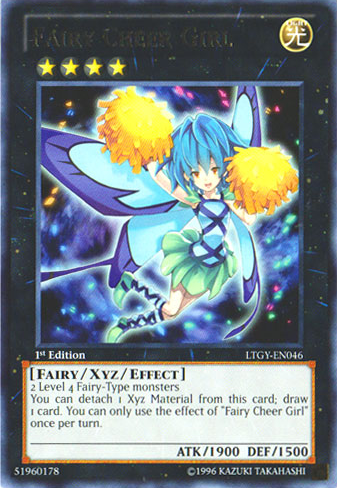 Fairy Cheer Girl
LIGHT
光
1st Edition
LTGY-EN046
[Fairy/Xyz/Effect]
2 Level 4 Fairy-Type monsters
You can detach 1 Xyz Material from this card; draw
1 card. You can only use the effect of "Fairy Cheer Girl"
once per turn.
ATK/1900 DEF/1500
51960178
©1996 KAZUKI TAKAHASHI